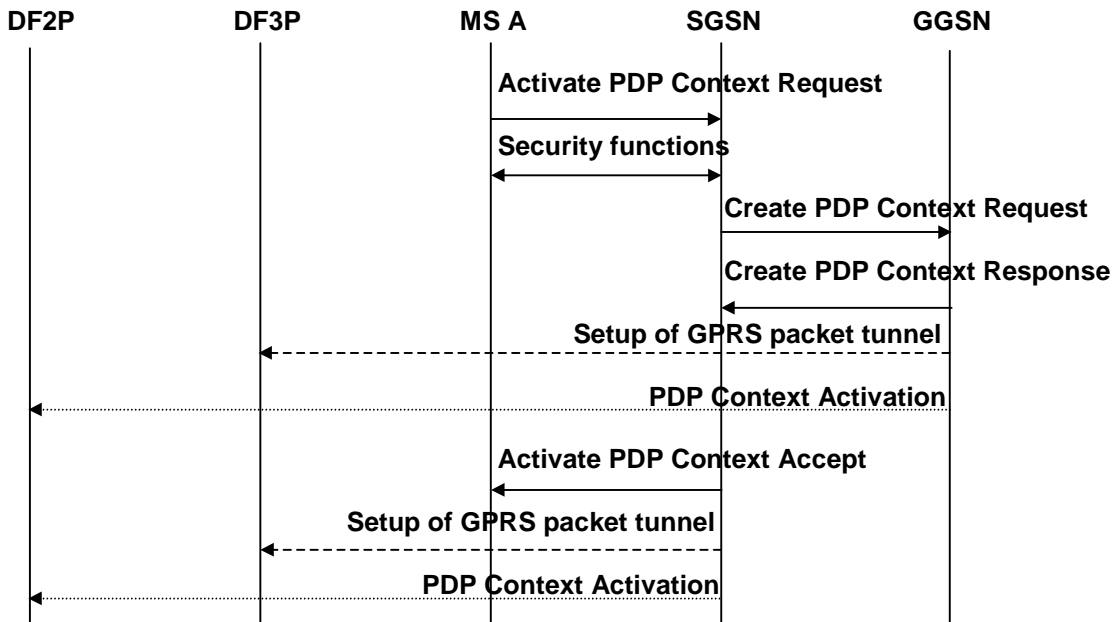 DF2P DF3P MS A SGSN GGSN
Activate PDP Context Request
Security functions
Create PDP Context Request
Create PDP Context Response
Setup of GPRS packet tunnel
PDP Context Activation
Activate PDP Context Accept
Setup of GPRS packet tunnel
PDP Context Activation